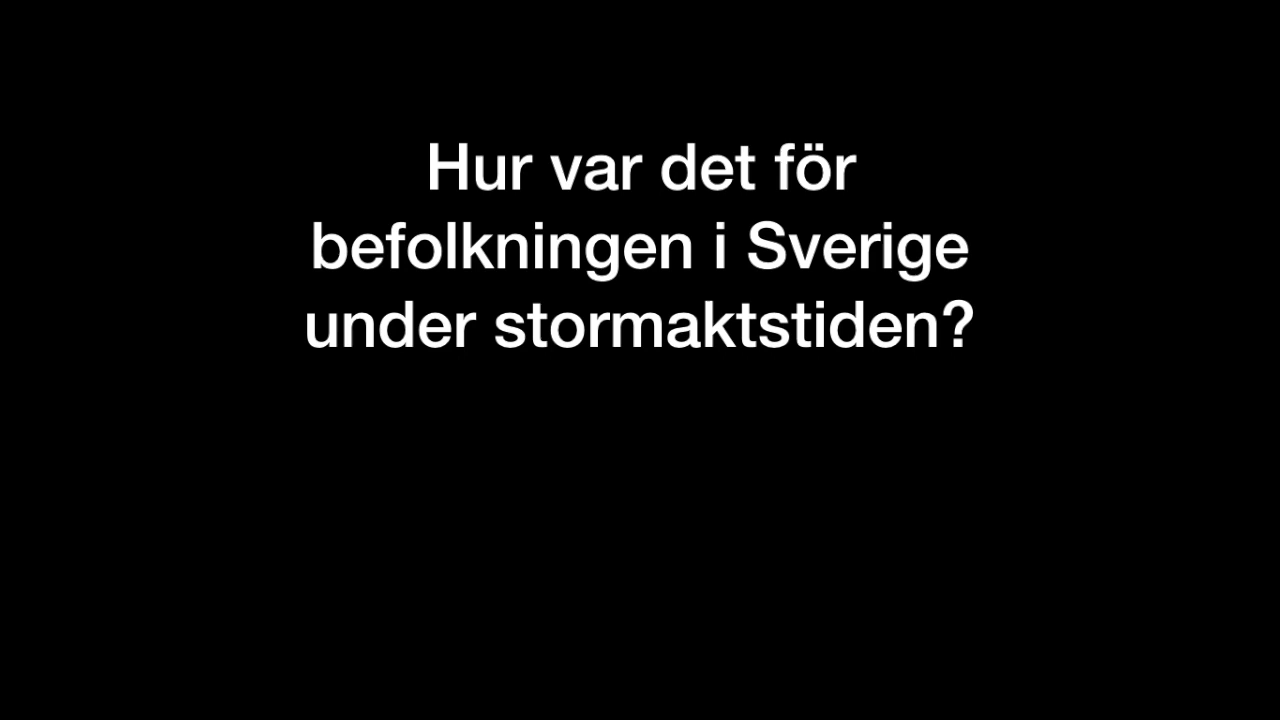 Hur var det för
befolkningen i Sverige
under stormaktstiden?